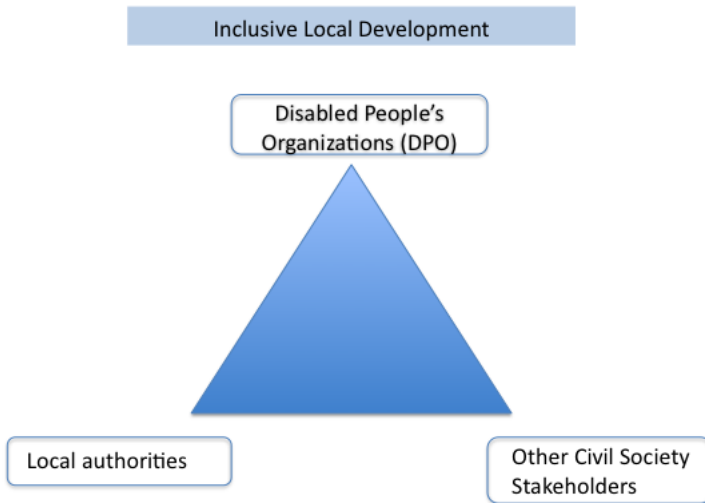 Inclusive Local Development
Disabled People’s
Organizations (DPO)
Local authorities
Other Civil Society
Stakeholders